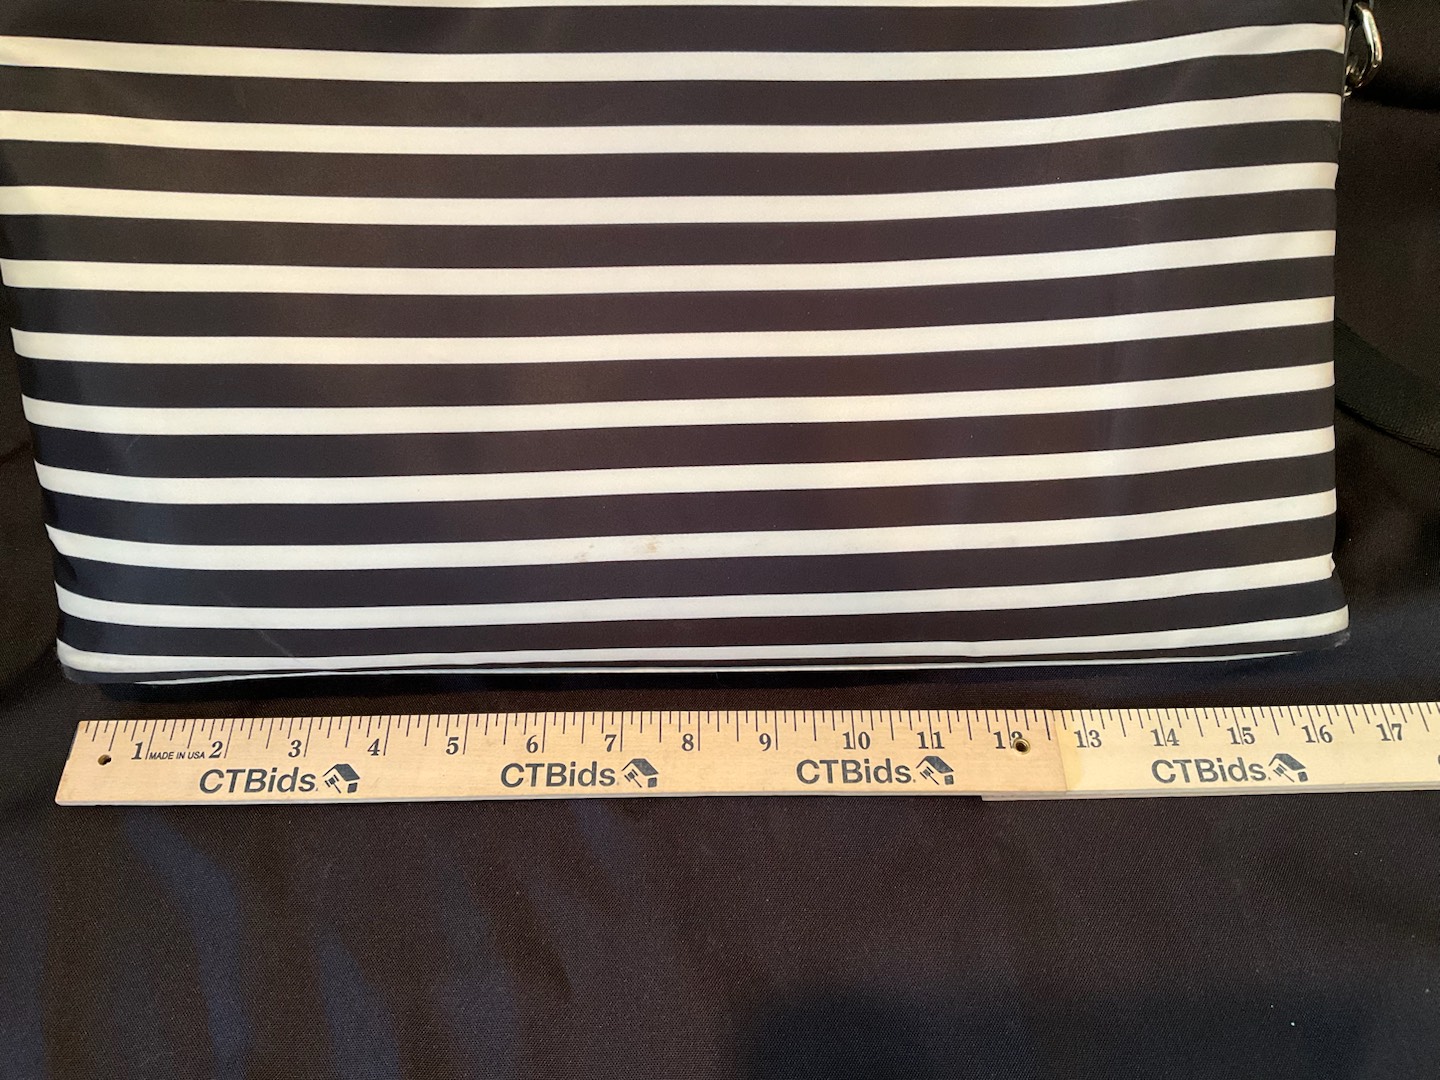 1 MADE IN USA 2 3 4 5 6 7 8 9 10 11 12 13 14 15 16 17
CTBids. CTBids. CTBids. CTBids.